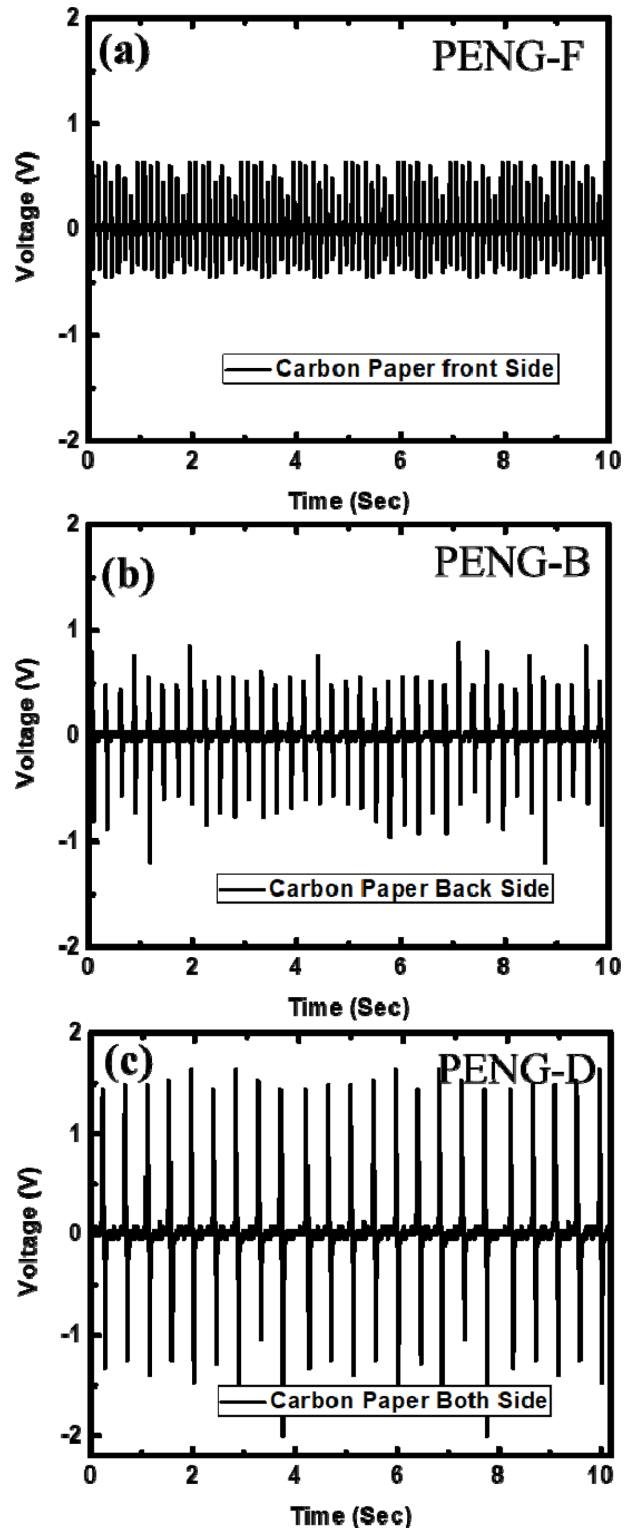 (a) PENG-F
2
1
0
-1
-2
Voltage (V)
Carbon Paper front Side
0 2 4 6 8 10
Time (Sec)
(b) PENG-B
2
1
0
-1
-2
Voltage (V)
Carbon Paper Back Side
0 2 4 6 8 10
Time (Sec)
(c) PENG-D
2
1
0
-1
-2
Voltage (V)
Carbon Paper Both Side
0 2 4 6 8 10
Time (Sec)